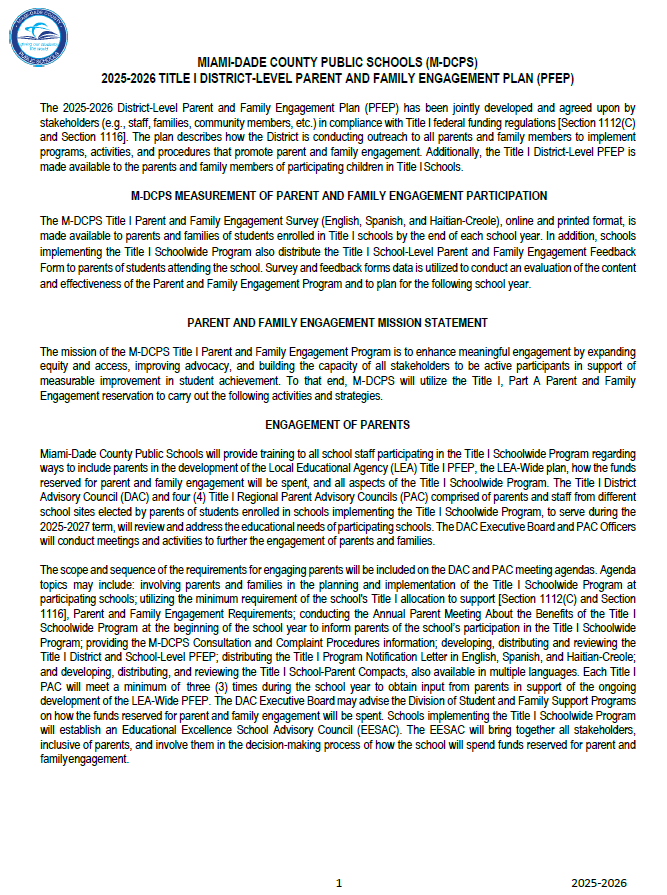 MIAMI-DADE COUNTY PUBLIC SCHOOLS (M-DCPS)
2025-2026 TITLE I DISTRICT-LEVEL PARENT AND FAMILY ENGAGEMENT PLAN (PFEP)
The 2025-2026 District-Level Parent and Family Engagement Plan (PFEP) has been jointly developed and agreed upon by
stakeholders (e.g., staff, families, community members, etc.) in compliance with Title I federal funding regulations [Section 1112(C)
and Section 1116]. The plan describes how the District is conducting outreach to all parents and family members to implement
programs, activities, and procedures that promote parent and family engagement. Additionally, the Title I District-Level PFEP is
made available to the parents and family members of participating children in Title I Schools.
M-DCPS MEASUREMENT OF PARENT AND FAMILY ENGAGEMENT PARTICIPATION
The M-DCPS Title I Parent and Family Engagement Survey (English, Spanish, and Haitian-Creole), online and printed format, is
made available to parents and families of students enrolled in Title I schools by the end of each school year. In addition, schools
implementing the Title I Schoolwide Program also distribute the Title I School-Level Parent and Family Engagement Feedback
Form to parents of students attending the school. Survey and feedback forms data is utilized to conduct an evaluation of the content
and effectiveness of the Parent and Family Engagement Program and to plan for the following school year.
PARENT AND FAMILY ENGAGEMENT MISSION STATEMENT
The mission of the M-DCPS Title I Parent and Family Engagement Program is to enhance meaningful engagement by expanding
equity and access, improving advocacy, and building the capacity of all stakeholders to be active participants in support of
measurable improvement in student achievement. To that end, M-DCPS will utilize the Title I, Part A Parent and Family
Engagement reservation to carry out the following activities and strategies.
ENGAGEMENT OF PARENTS
Miami-Dade County Public Schools will provide training to all school staff participating in the Title I Schoolwide Program regarding
ways to include parents in the development of the Local Educational Agency (LEA) Title I PFEP, the LEA-Wide plan, how the funds
reserved for parent and family engagement will be spent, and all aspects of the Title I Schoolwide Program. The Title I District
Advisory Council (DAC) and four (4) Title I Regional Parent Advisory Councils (PAC) comprised of parents and staff from different
school sites elected by parents of students enrolled in schools implementing the Title I Schoolwide Program, to serve during the
2025-2027 term, will review and address the educational needs of participating schools. The DAC Executive Board and PAC Officers
will conduct meetings and activities to further the engagement of parents and families.
The scope and sequence of the requirements for engaging parents will be included on the DAC and PAC meeting agendas. Agenda
topics may include: involving parents and families in the planning and implementation of the Title I Schoolwide Program at
participating schools; utilizing the minimum requirement of the school's Title I allocation to support [Section 1112(C) and Section
1116], Parent and Family Engagement Requirements; conducting the Annual Parent Meeting About the Benefits of the Title I
Schoolwide Program at the beginning of the school year to inform parents of the school's participation in the Title I Schoolwide
Program; providing the M-DCPS Consultation and Complaint Procedures information; developing, distributing and reviewing the
Title I District and School-Level PFEP; distributing the Title I Program Notification Letter in English, Spanish, and Haitian-Creole;
and developing, distributing, and reviewing the Title I School-Parent Compacts, also available in multiple languages. Each Title I
PAC will meet a minimum of three (3) times during the school year to obtain input from parents in support of the ongoing
development of the LEA-Wide PFEP. The DAC Executive Board may advise the Division of Student and Family Support Programs
on how the funds reserved for parent and family engagement will be spent. Schools implementing the Title I Schoolwide Program
will establish an Educational Excellence School Advisory Council (EESAC). The EESAC will bring together all stakeholders,
inclusive of parents, and involve them in the decision-making process of how the school will spend funds reserved for parent and
familyengagement.
1
2025-2026